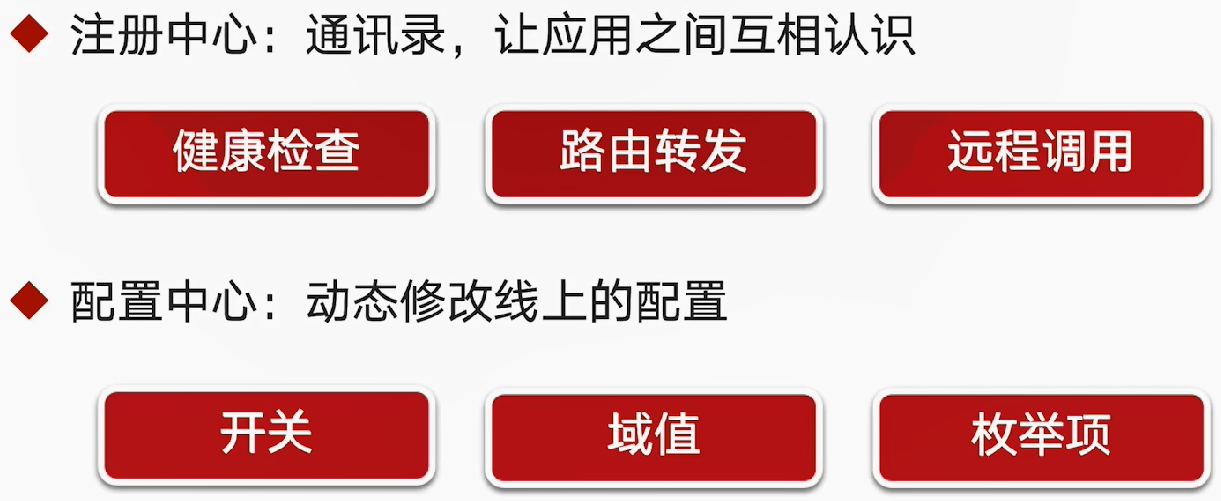 注册中心：通讯录，让应用之间互相认识
健康检查 路由转发 远程调用
配置中心：动态修改线上的配置
开关 域值 枚举项